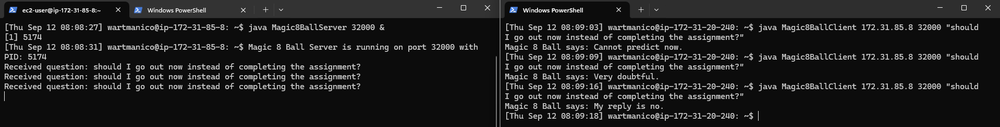 ec2-user@ip-172-31-85-8:~
Windows PowerShell
[Thu Sep 12 08:08:27] wartmanico@ip-172-31-85-8: ~$ java Magic8BallServer 32000 &
[1] 5174
[Thu Sep 12 08:08:31] wartmanico@ip-172-31-85-8: ~$ Magic 8 Ball Server is running on port 32000 with
PID: 5174
Received question: should I go out now instead of completing the assignment?
Received question: should I go out now instead of completing the assignment?
Received question: should I go out now instead of completing the assignment?
Windows PowerShell
[Thu Sep 12 08:09:03] wartmanico@ip-172-31-20-240: ~$ java Magic8BallClient 172.31.85.8 32000 "should
I go out now instead of completing the assignment?"
Magic 8 Ball says: Cannot predict now.
[Thu Sep 12 08:09:09] wartmanico@ip-172-31-20-240: ~$ java Magic8BallClient 172.31.85.8 32000 "should
I go out now instead of completing the assignment?"
Magic 8 Ball says: Very doubtful.
[Thu Sep 12 08:09:16] wartmanico@ip-172-31-20-240: ~$ java Magic8BallClient 172.31.85.8 32000 "should
I go out now instead of completing the assignment?"
Magic 8 Ball says: My reply is no.
[Thu Sep 12 08:09:18] wartmanico@ip-172-31-20-240: ~$